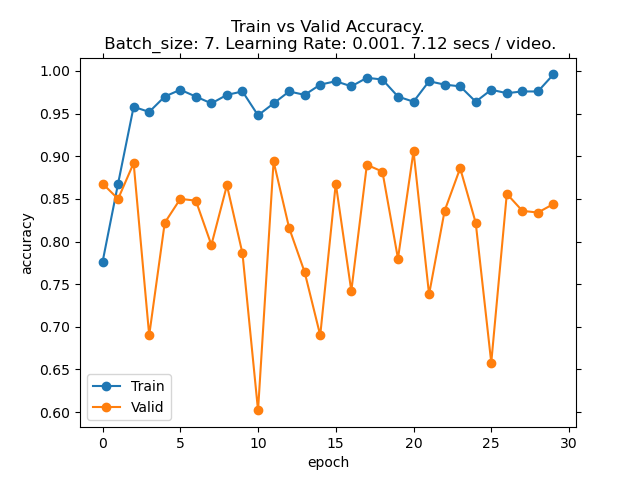 Train vs Valid Accuracy.
Batch_size: 7. Learning Rate: 0.001. 7.12 secs / video.
1.00
0.95
0.90
0.85
0.80
0.75
0.70
0.65
0.60
accuracy
Train
Valid
0 5 10 15 20 25 30
epoch